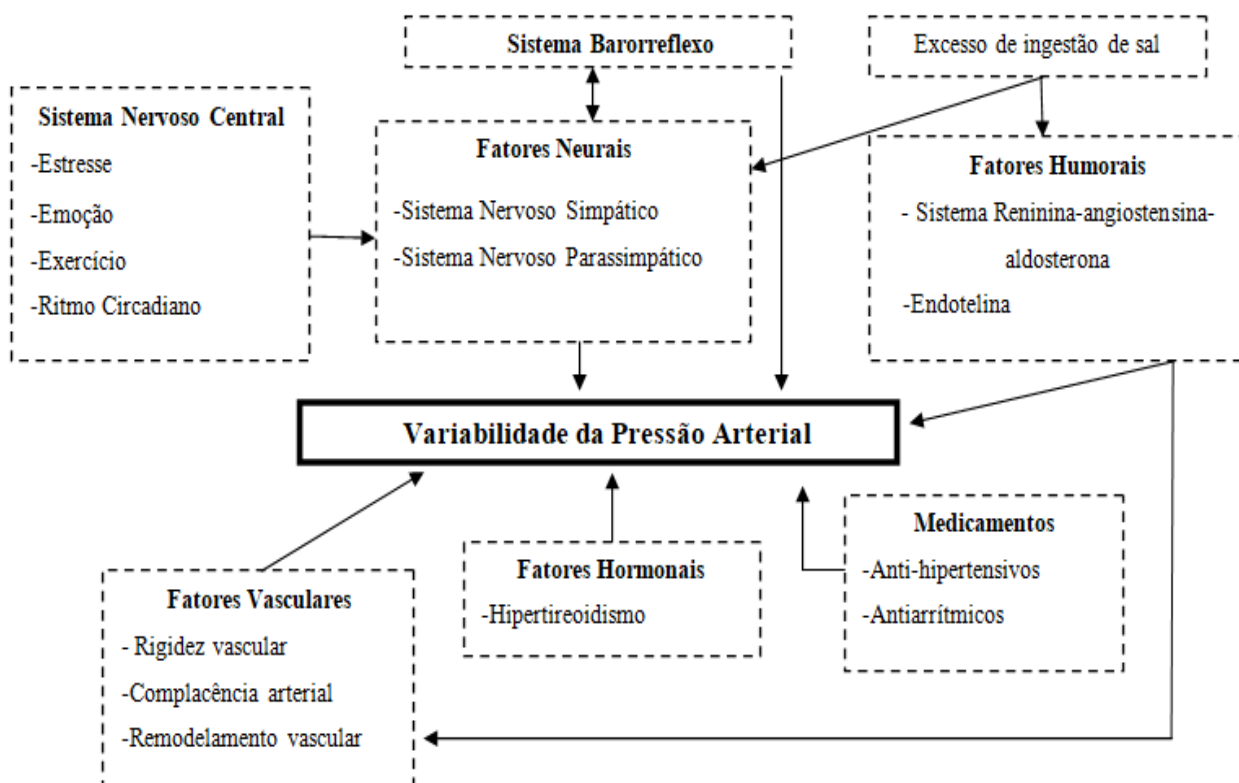 Sistema Barorreflexo
Excesso de ingestão de sal
Sistema Nervoso Central
-Estresse
-Emoção
-Exercício
-Ritmo Circadiano
Fatores Neurais
-Sistema Nervoso Simpático
-Sistema Nervoso Parassimpático
Fatores Humorais
- Sistema Reninina-angiostensina-
aldosterona
-Endotelina
Variabilidade da Pressão Arterial
Fatores Vasculares
- Rigidez vascular
-Complacência arterial
-Remodelamento vascular
Fatores Hormonais
-Hipertireoidismo
Medicamentos
-Anti-hipertensivos
-Antiarrítmicos